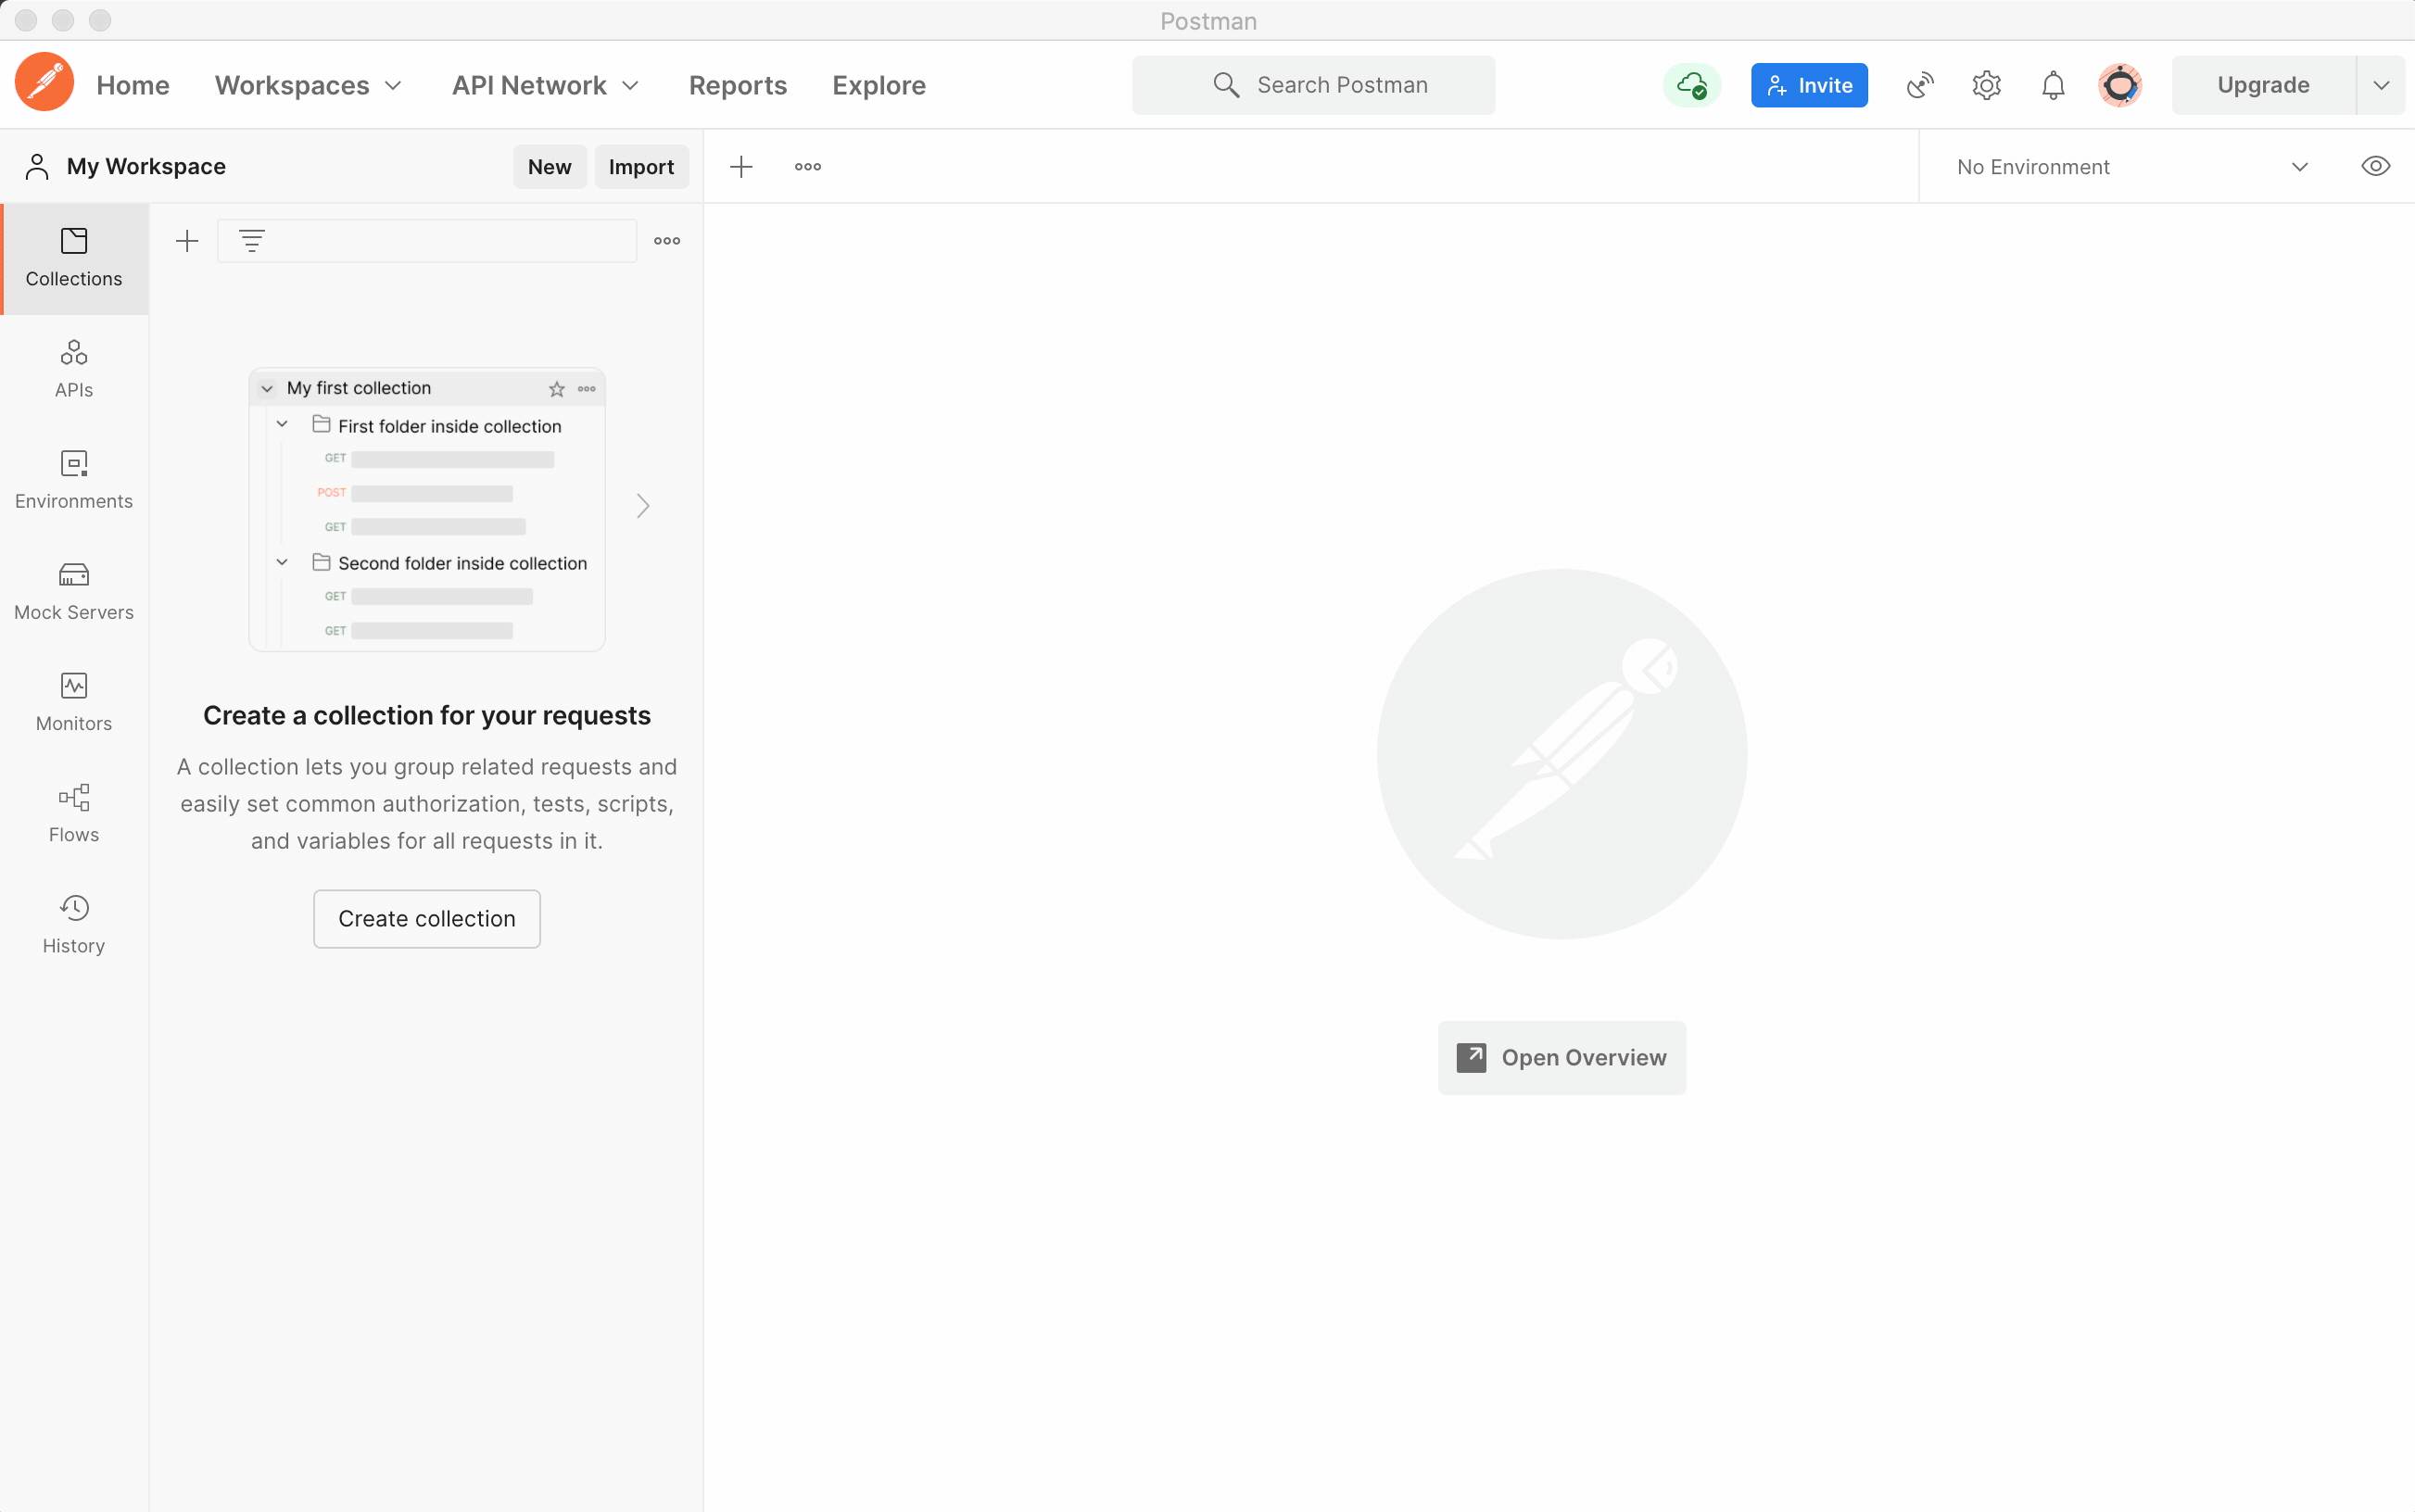 Postman
Home Workspaces API Network Reports Explore Search Postman Invite Upgrade
My Workspace New Import No Environment
Collections
APIs
Environments
Mock Servers
Monitors
Flows
History
My first collection
First folder inside collection
GET
POST
GET
Second folder inside collection
GET
GET
Create a collection for your requests
A collection lets you group related requests and
easily set common authorization, tests, scripts,
and variables for all requests in it.
Create collection
Open Overview